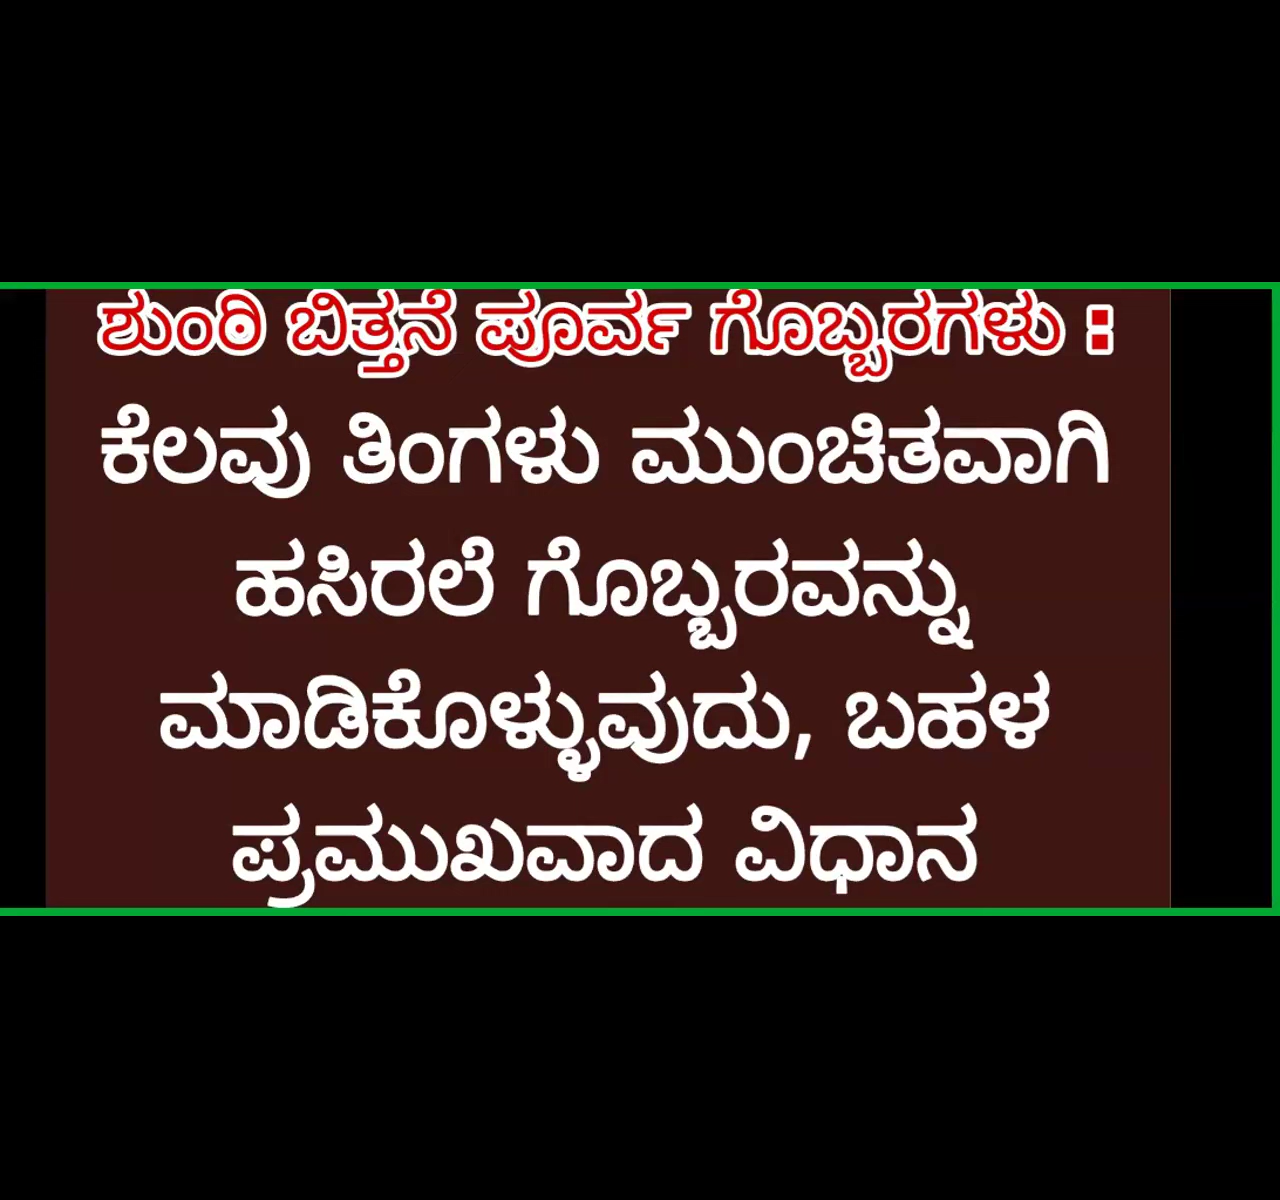 ಶುಂಠಿ ಬಿತ್ತನೆ ಪೂರ್ವ ಗೊಬ್ಬರಗಳು :
ಕೆಲವು ತಿಂಗಳು ಮುಂಚಿತವಾಗಿ
ಹಸಿರಲೆ ಗೊಬ್ಬರವನ್ನು
ಮಾಡಿಕೊಳ್ಳುವುದು, ಬಹಳ
ಪ್ರಮುಖವಾದ ವಿಧಾನ